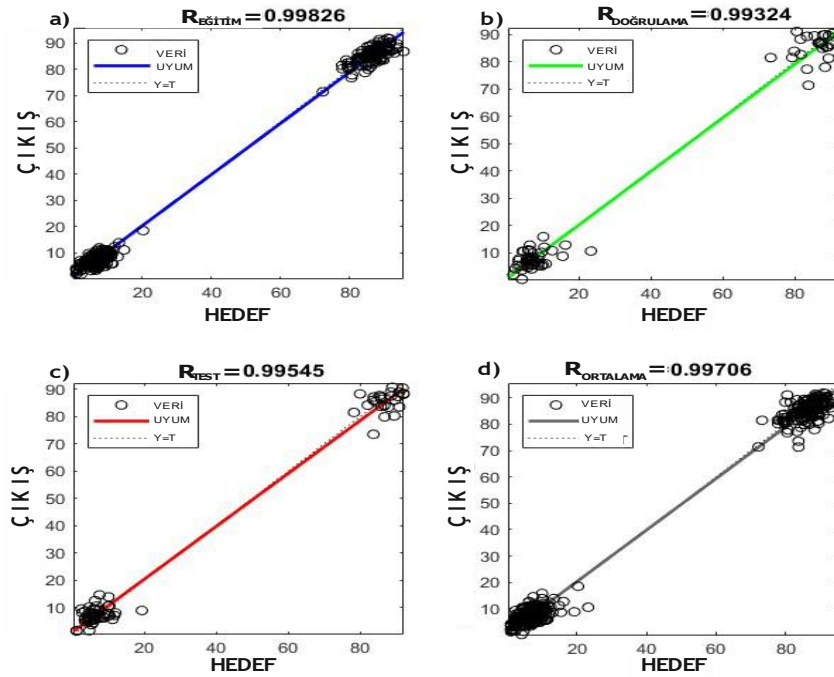 a) R EĞİTİM = 0.99826
VERİ
UYUM
Y=T
90
80
70
60
50
40
30
20
10
ÇIKIŞ
20 40 60 80
HEDEF
b) R DOĞRULAMA = 0.99324
VERİ
UYUM
Y=T
90
80
70
60
50
40
30
20
10
ÇIKIŞ
20 40 60 80
HEDEF
c) R TEST = 0.99545
VERİ
UYUM
Y=T
90
80
70
60
50
40
30
20
10
ÇIKIŞ
20 40 60 80
HEDEF
d) R ORTALAMA = 0.99706
VERİ
UYUM
Y=T
90
80
70
60
50
40
30
20
10
ÇIKIŞ
20 40 60 80
HEDEF